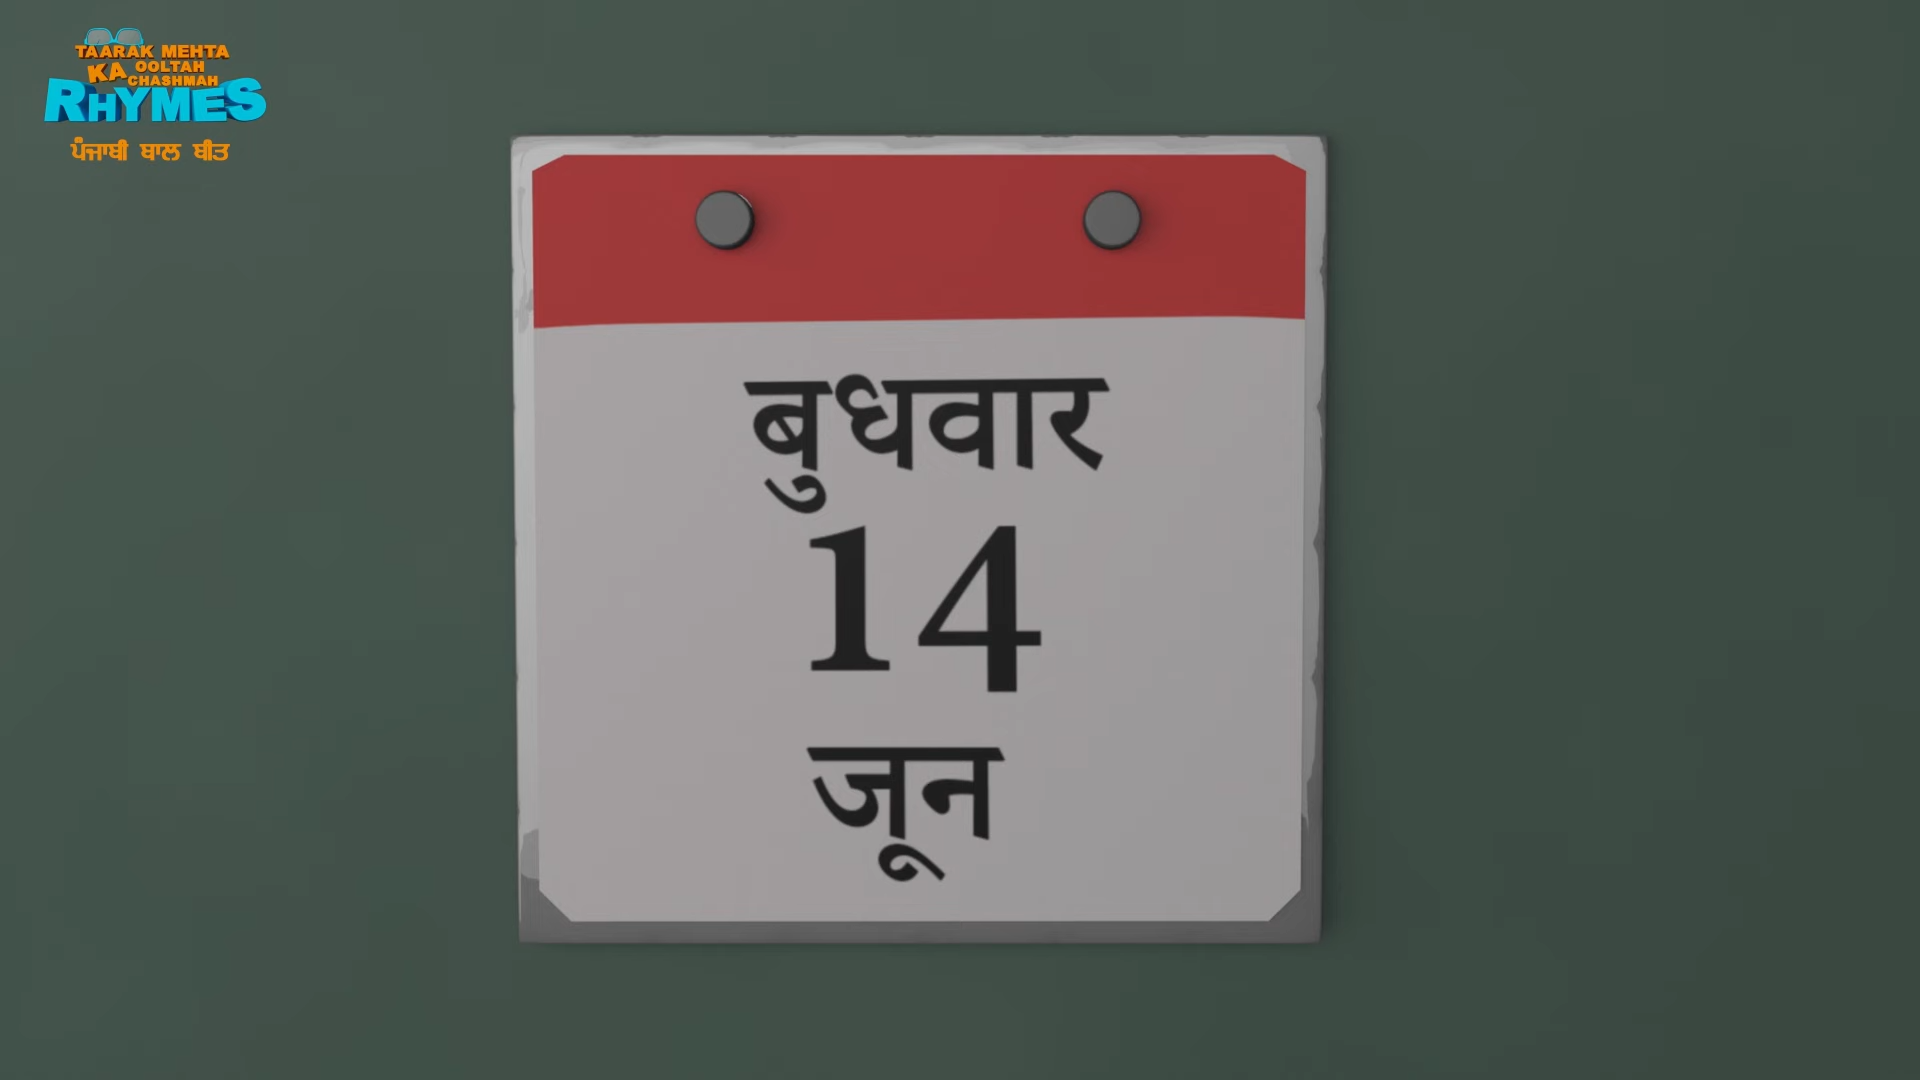 TAARAK MEHTA
KA OOLTAH
CHASHMAH
RHYMES
ਪੰਜਾਬੀ ਬਾਲ ਬੀਤ
बुधवार
14
जून